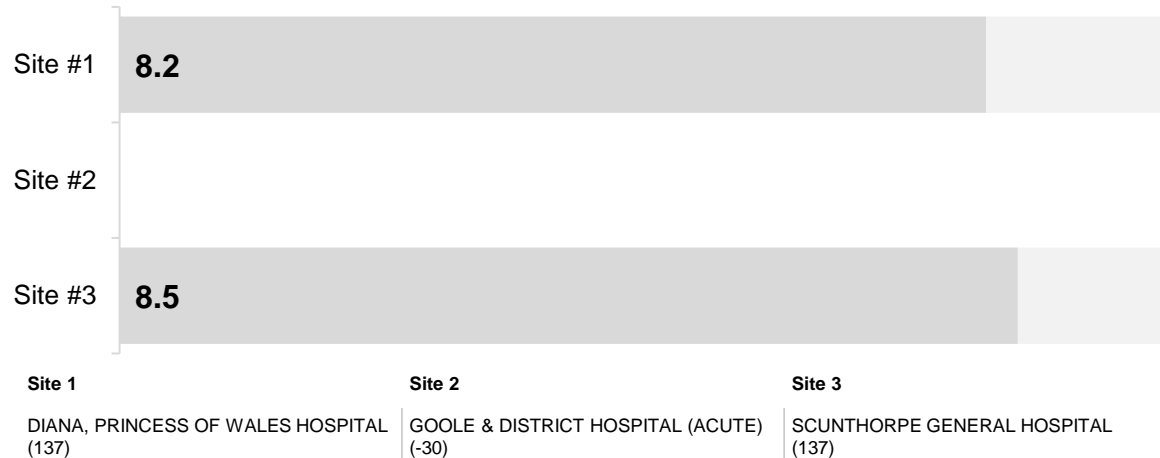 Site #1
8.2
Site #2
Site #3
8.5
Site 1
Site 2
Site 3
DIANA, PRINCESS OF WALES HOSPITAL
(137)
GOOLE & DISTRICT HOSPITAL (ACUTE)
(-30)
SCUNTHORPE GENERAL HOSPITAL
(137)